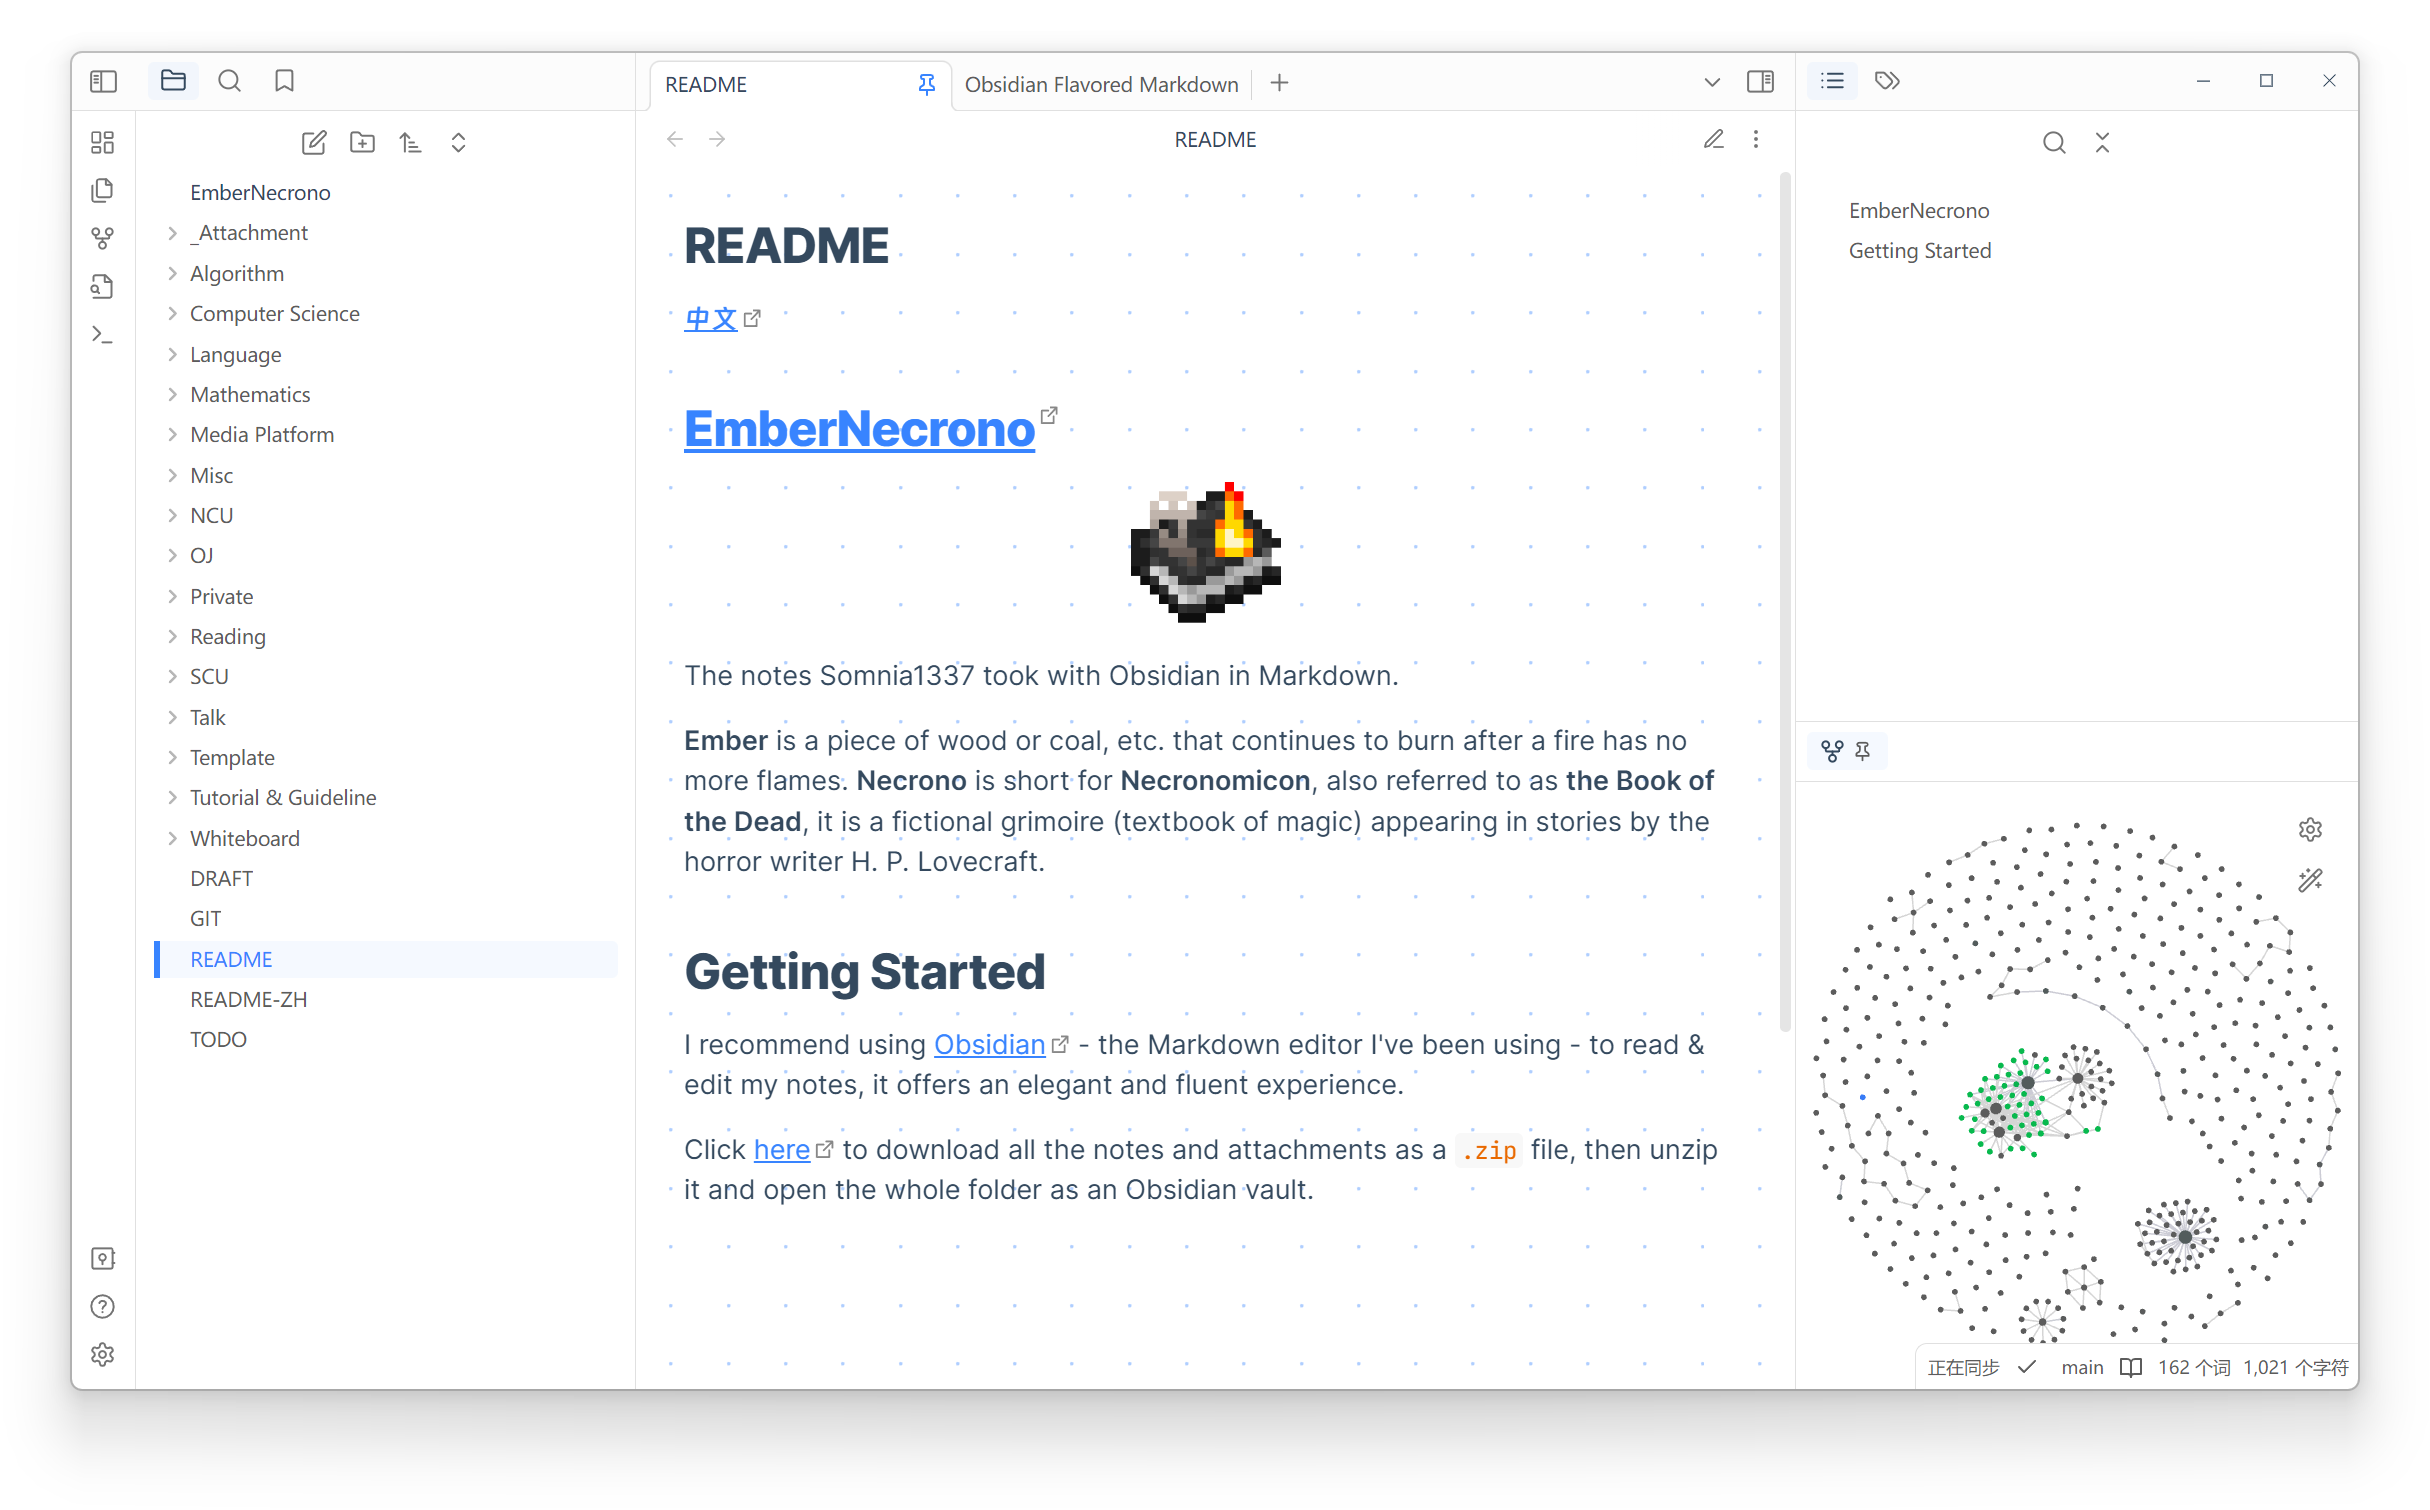 README
Obsidian Flavored Markdown
EmberNecrono
_Attachment
Algorithm
Computer Science
Language
Mathematics
Media Platform
Misc
NCU
OJ
Private
Reading
SCU
Talk
Template
Tutorial & Guideline
Whiteboard
DRAFT
GIT
README
README-ZH
TODO
README
README
中文
EmberNecrono
The notes Somnia1337 took with Obsidian in Markdown.
Ember is a piece of wood or coal, etc. that continues to burn after a fire has no
more flames. Necrono is short for Necronomicon, also referred to as the Book of
the Dead, it is a fictional grimoire (textbook of magic) appearing in stories by the
horror writer H. P. Lovecraft.
Getting Started
I recommend using Obsidian - the Markdown editor I've been using - to read &
edit my notes, it offers an elegant and fluent experience.
Click here to download all the notes and attachments as a .zip file, then unzip
it and open the whole folder as an Obsidian vault.
EmberNecrono
Getting Started
正在同步 main 162 个词 1,021 个字符